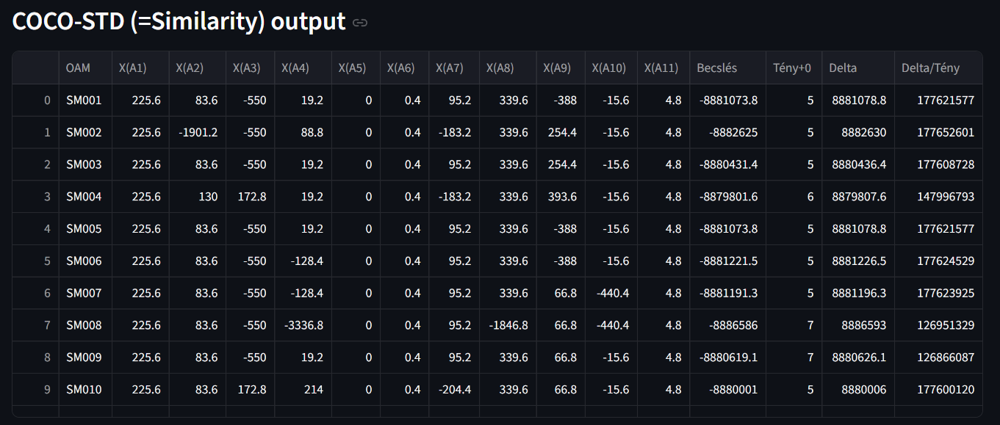 COCO-STD (=Similarity) output
OAM X(A1) X(A2) X(A3) X(A4) X(A5) X(A6) X(A7) X(A8) X(A9) X(A10) X(A11) Becslés Tény+0 Delta Delta/Tény
0 SM001 225.6 83.6 -550 19.2 0 0.4 95.2 339.6 -388 -15.6 4.8 -8881073.8 5 8881078.8 177621577
1 SM002 225.6 -1901.2 -550 88.8 0 0.4 -183.2 339.6 254.4 -15.6 4.8 -8882625 5 8882630 177652601
2 SM003 225.6 83.6 -550 19.2 0 0.4 95.2 339.6 254.4 -15.6 4.8 -8880431.4 5 8880436.4 177608728
3 SM004 225.6 130 172.8 19.2 0 0.4 -183.2 339.6 393.6 -15.6 4.8 -8879801.6 6 8879807.6 147996793
4 SM005 225.6 83.6 -550 19.2 0 0.4 95.2 339.6 -388 -15.6 4.8 -8881073.8 5 8881078.8 177621577
5 SM006 225.6 83.6 -550 -128.4 0 0.4 95.2 339.6 -388 -15.6 4.8 -8881221.5 5 8881226.5 177624529
6 SM007 225.6 83.6 -550 -128.4 0 0.4 95.2 339.6 66.8 -440.4 4.8 -8881191.3 5 8881196.3 177623925
7 SM008 225.6 83.6 -550 -3336.8 0 0.4 95.2 -1846.8 66.8 -440.4 4.8 -8886586 7 8886593 126951329
8 SM009 225.6 83.6 -550 19.2 0 0.4 95.2 339.6 66.8 -15.6 4.8 -8880619.1 7 8880626.1 126866087
9 SM010 225.6 83.6 172.8 214 0 0.4 -204.4 339.6 66.8 -15.6 4.8 -8880001 5 8880006 177600120